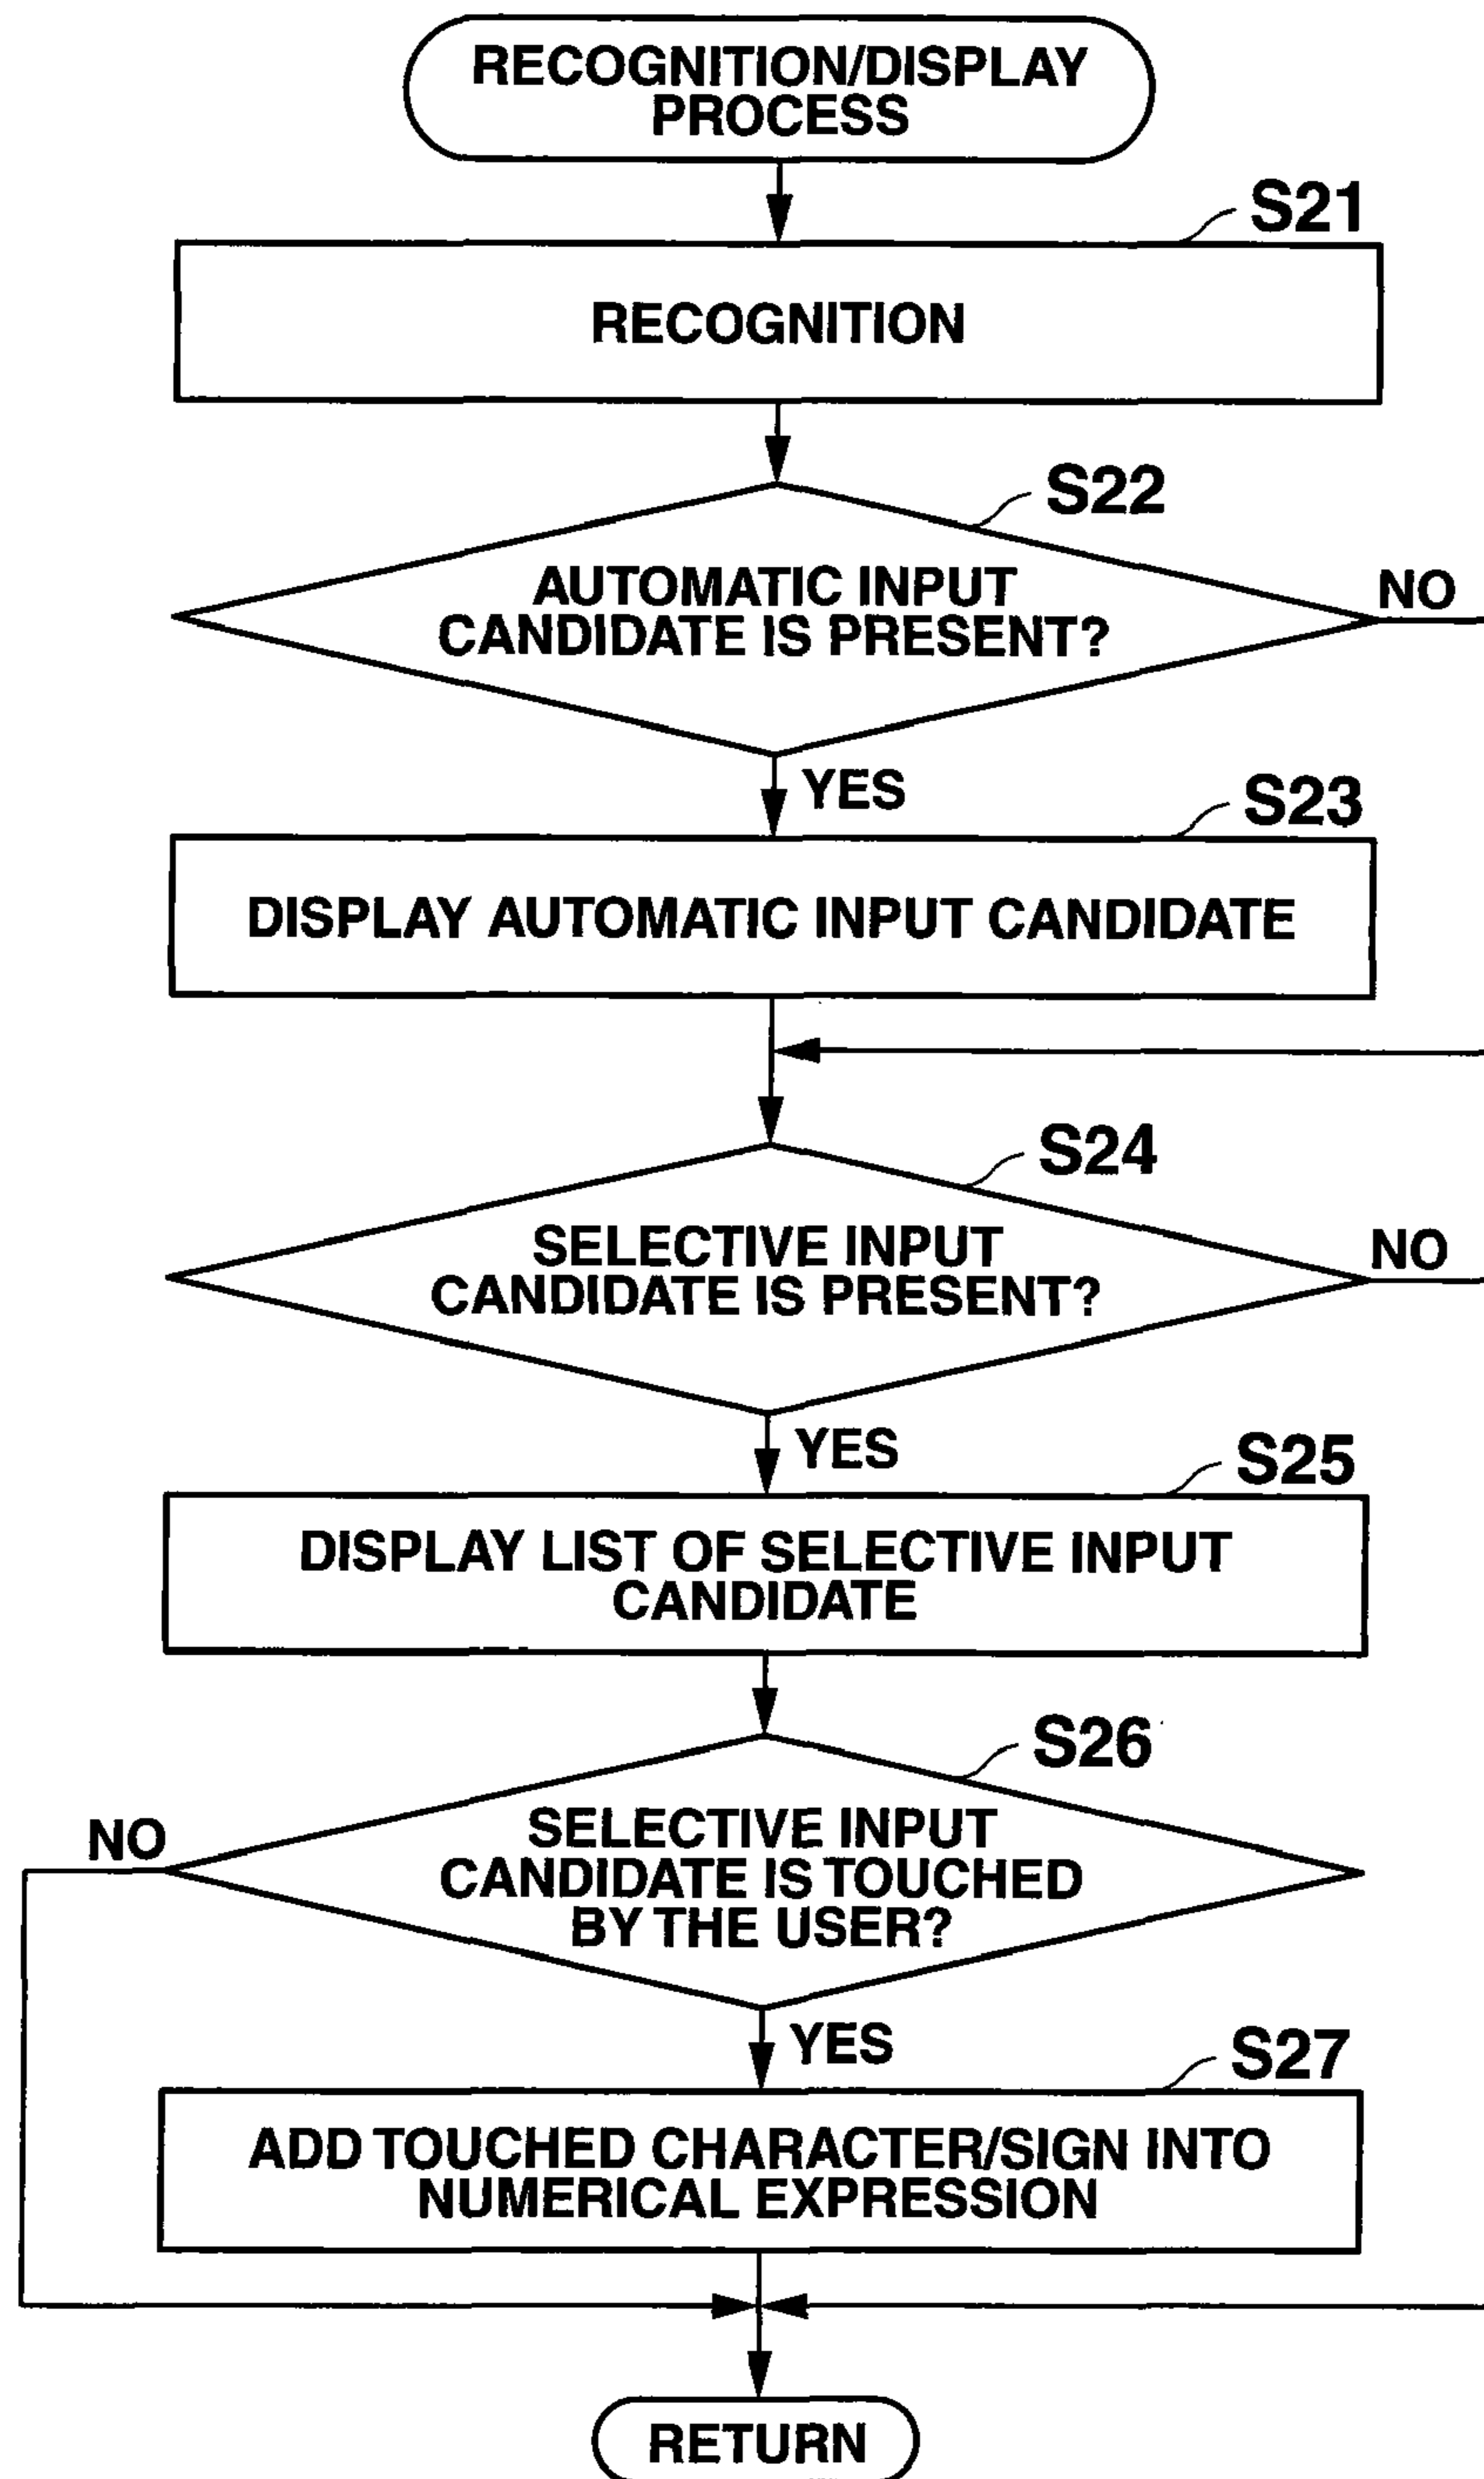 RECOGNITION/DISPLAY
PROCESS
S21
RECOGNITION
S22
AUTOMATIC INPUT
CANDIDATE IS PRESENT?
NO
YES
S23
DISPLAY AUTOMATIC INPUT CANDIDATE
S24
SELECTIVE INPUT
CANDIDATE IS PRESENT?
NO
YES
S25
DISPLAY LIST OF SELECTIVE INPUT
CANDIDATE
S26
NO
SELECTIVE INPUT
CANDIDATE IS TOUCHED
BY THE USER?
YES
S27
ADD TOUCHED CHARACTER/SIGN INTO
NUMERICAL EXPRESSION
RETURN